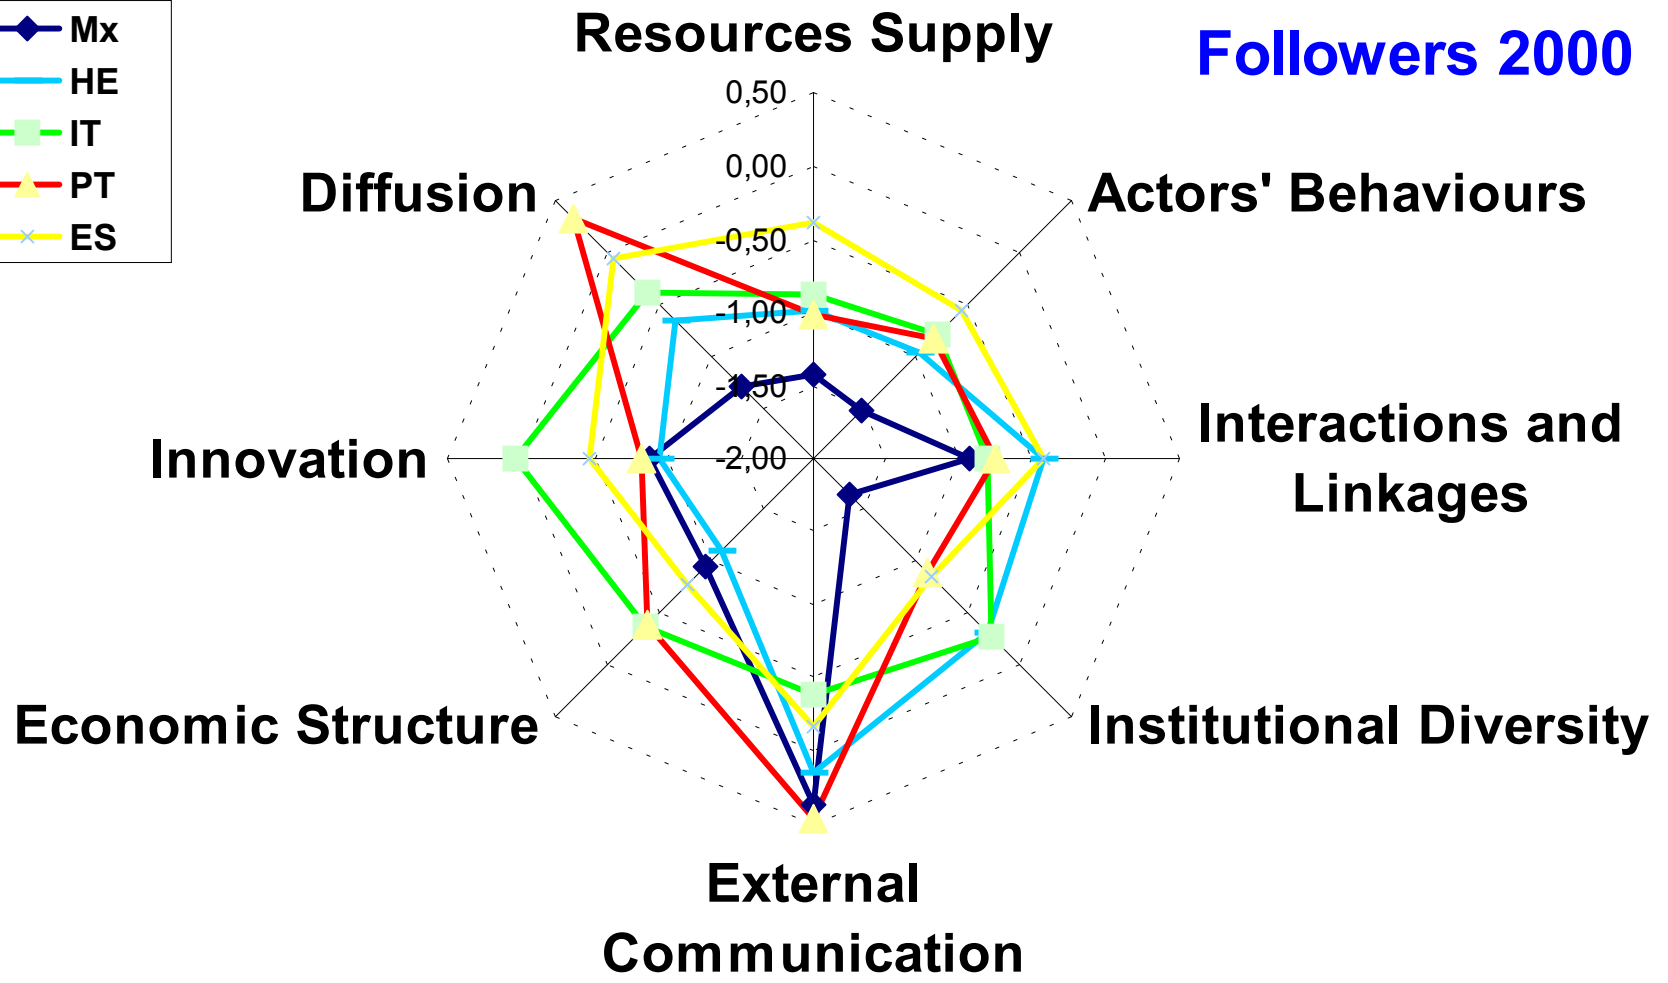 Mx
HE
IT
PT
ES
Followers 2000
Resources Supply
0,50
0,00
-0,50
-1,00
-1,50
-2,00
Diffusion
Actors' Behaviours
Innovation
Interactions and
Linkages
Economic Structure
Institutional Diversity
External
Communication